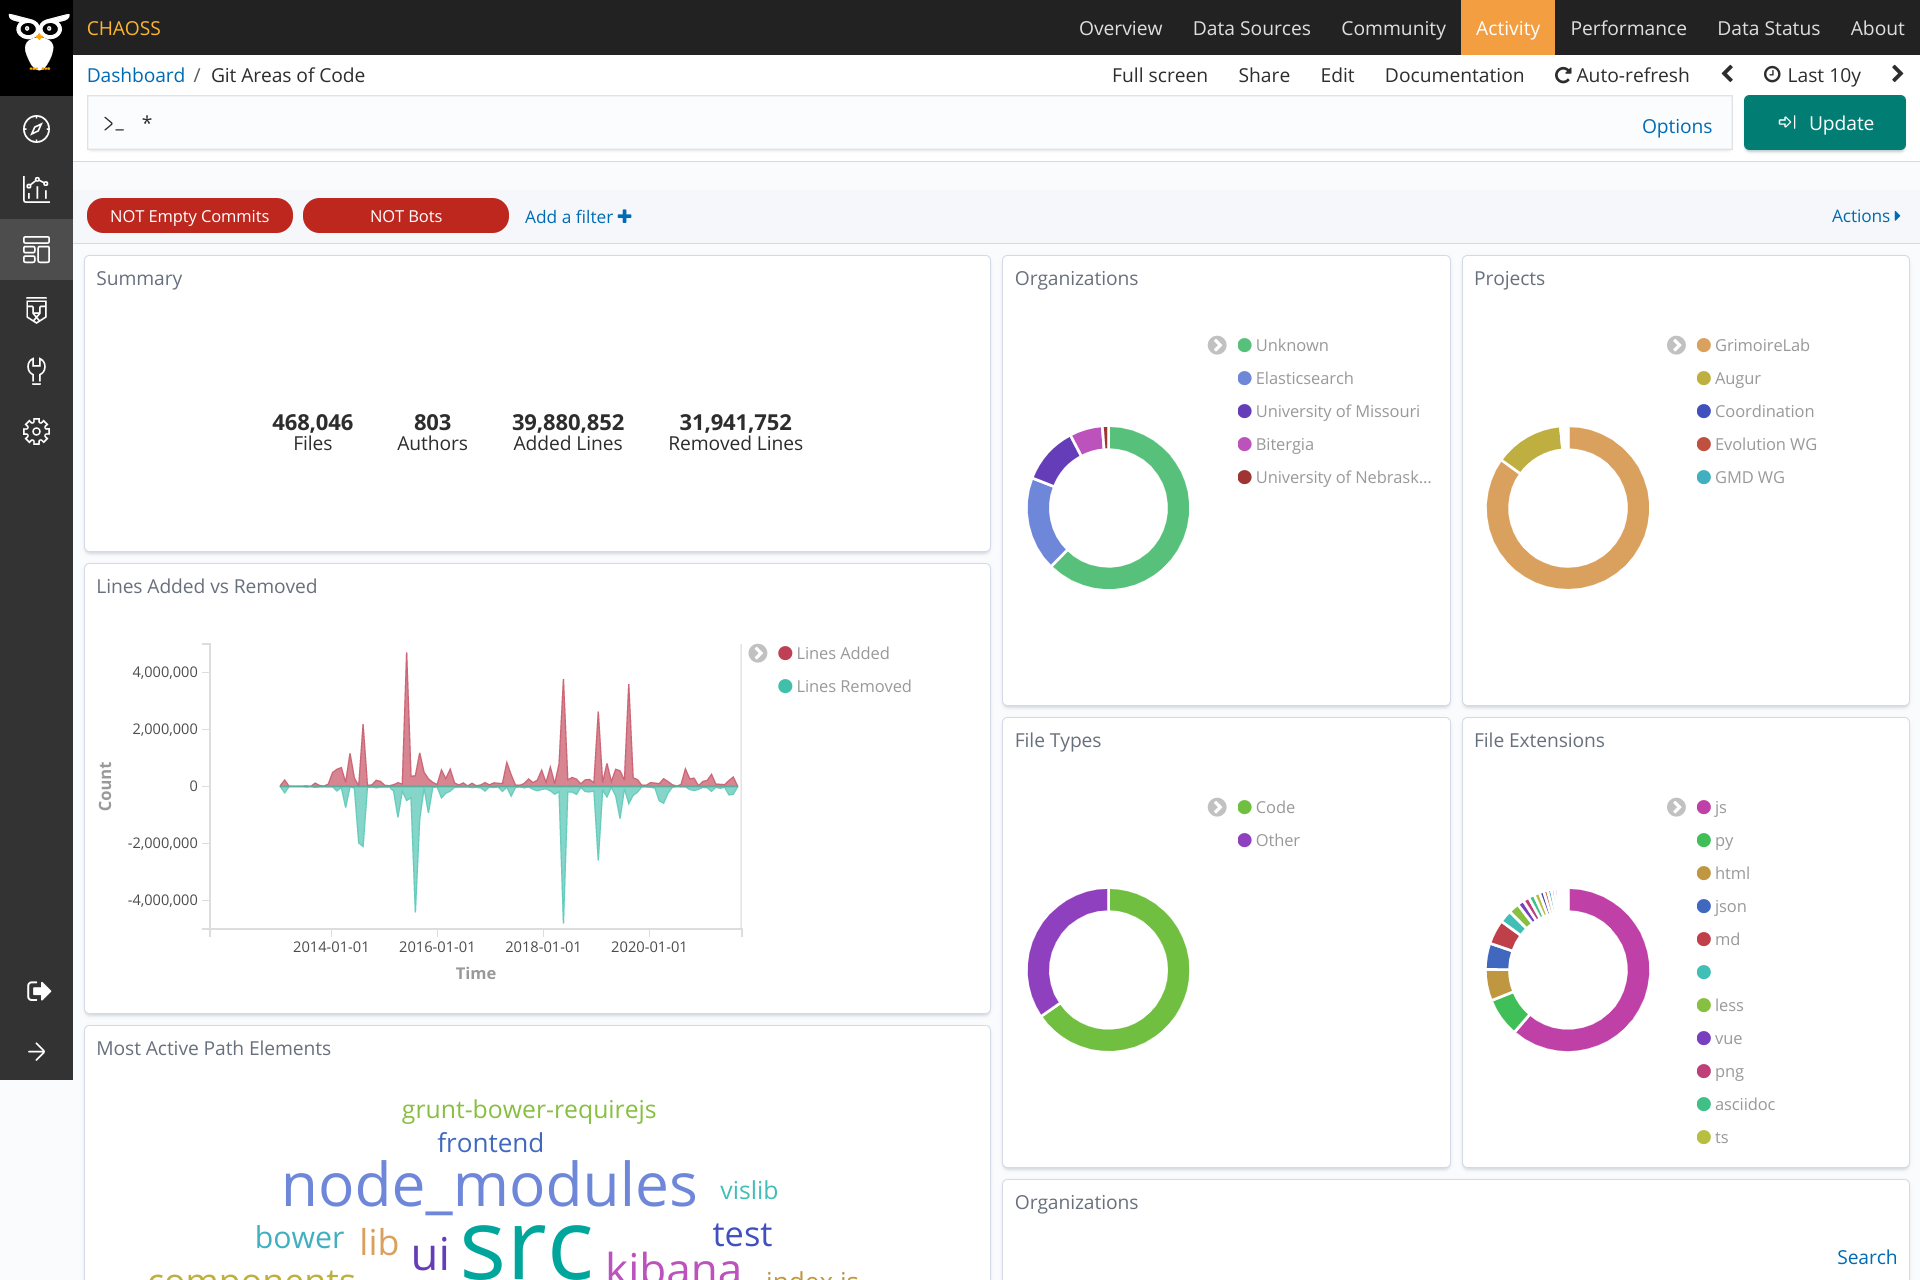 CHAOSS
Overview Data Sources Community Activity Performance Data Status About
Dashboard / Git Areas of Code
Full screen Share Edit Documentation Auto-refresh Last 10y
>_ *
Options
Update
NOT Empty Commits NOT Bots Add a filter
Actions
Summary
468,046 803 39,880,852 31,941,752
Files Authors Added Lines Removed Lines
Organizations
Unknown
Elasticsearch
University of Missouri
Bitergia
University of Nebrask...
Projects
GrimoireLab
Augur
Coordination
Evolution WG
GMD WG
Lines Added vs Removed
4,000,000
2,000,000
0
-2,000,000
-4,000,000
Count
2014-01-01 2016-01-01 2018-01-01 2020-01-01
Time
Lines Added
Lines Removed
File Types
Code
Other
File Extensions
js
py
html
json
md
less
vue
png
asciidoc
ts
Most Active Path Elements
grunt-bower-requirejs
frontend
node_modules vislib
bower lib ui src test
kibana
components index.js
Organizations
Search